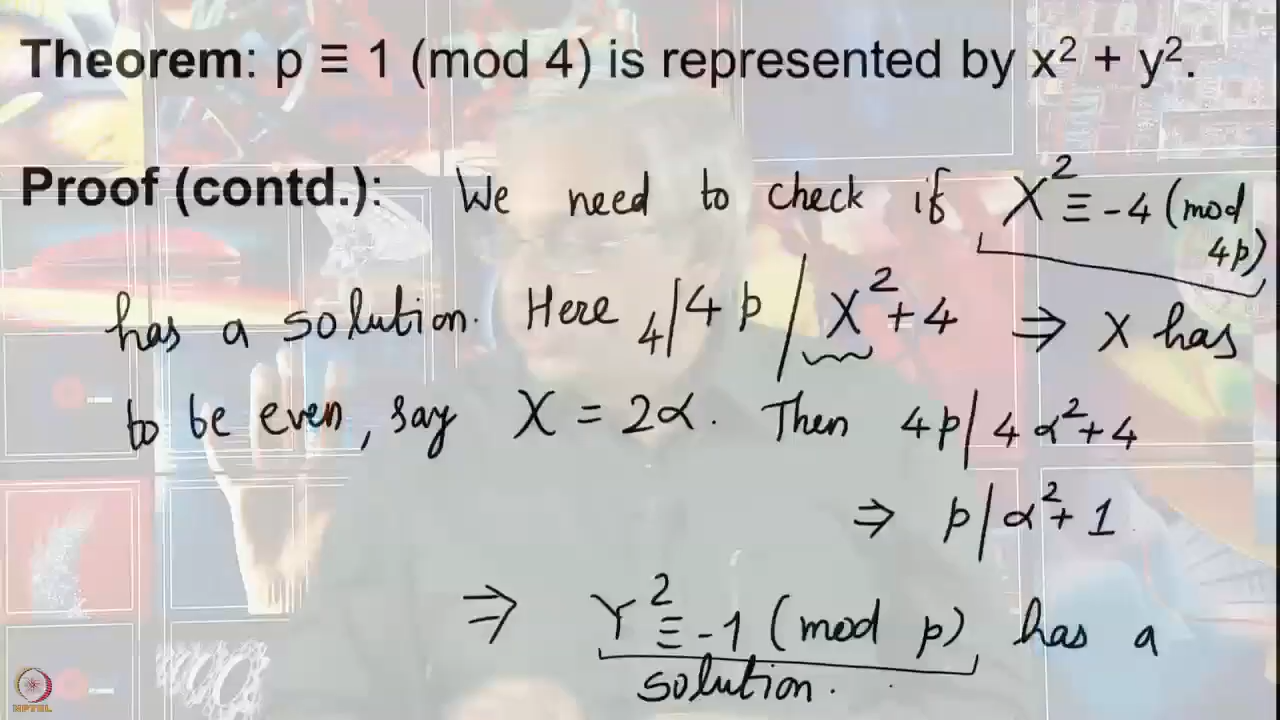 Theorem: p ≡ 1 (mod 4) is represented by x² + y².
Proof (contd.): We need to check if X² ≡ -4 (mod
4p)
has a solution. Here 4 | 4p | X² + 4 ⇒ X has
to be even, say X = 2α. Then 4p | 4α² + 4
⇒ p | α² + 1
⇒ Y² ≡ -1 (mod p) has a
solution.
NPTEL